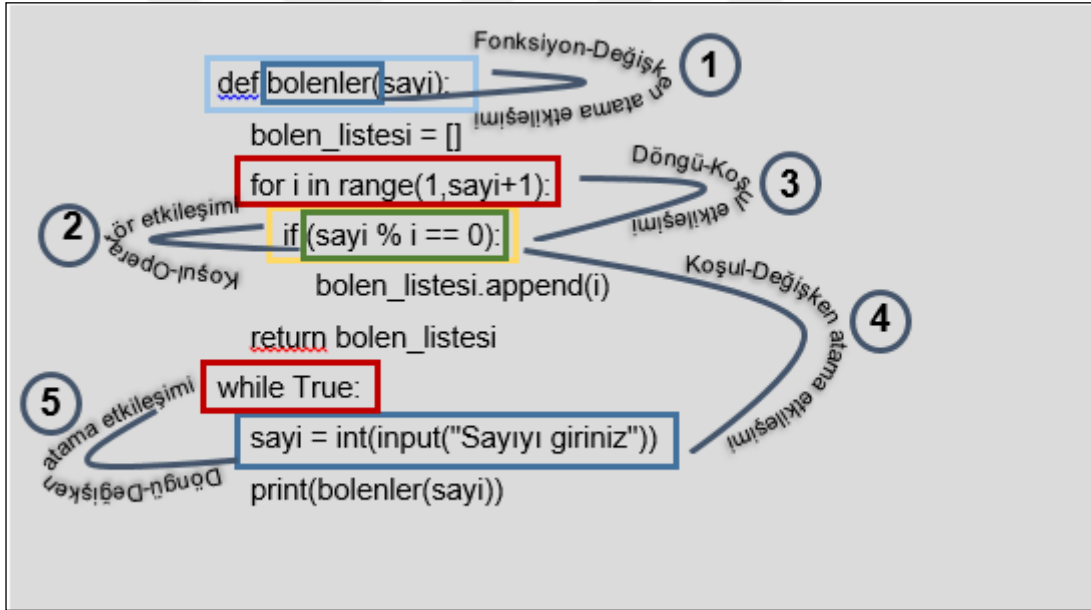 Fonksiyon-Değişken atama etkileşimi
1
def bolenler(sayi):
bolen_listesi = []
Döngü-Koşul etkileşimi
3
for i in range(1,sayi+1):
2
Koşul-Operatör etkileşimi
if (sayi % i == 0):
Koşul-Değişken atama etkileşimi
4
bolen_listesi.append(i)
return bolen_listesi
5
Döngü-Değişken atama etkileşimi
while True:
sayi = int(input("Sayıyı giriniz"))
print(bolenler(sayi))